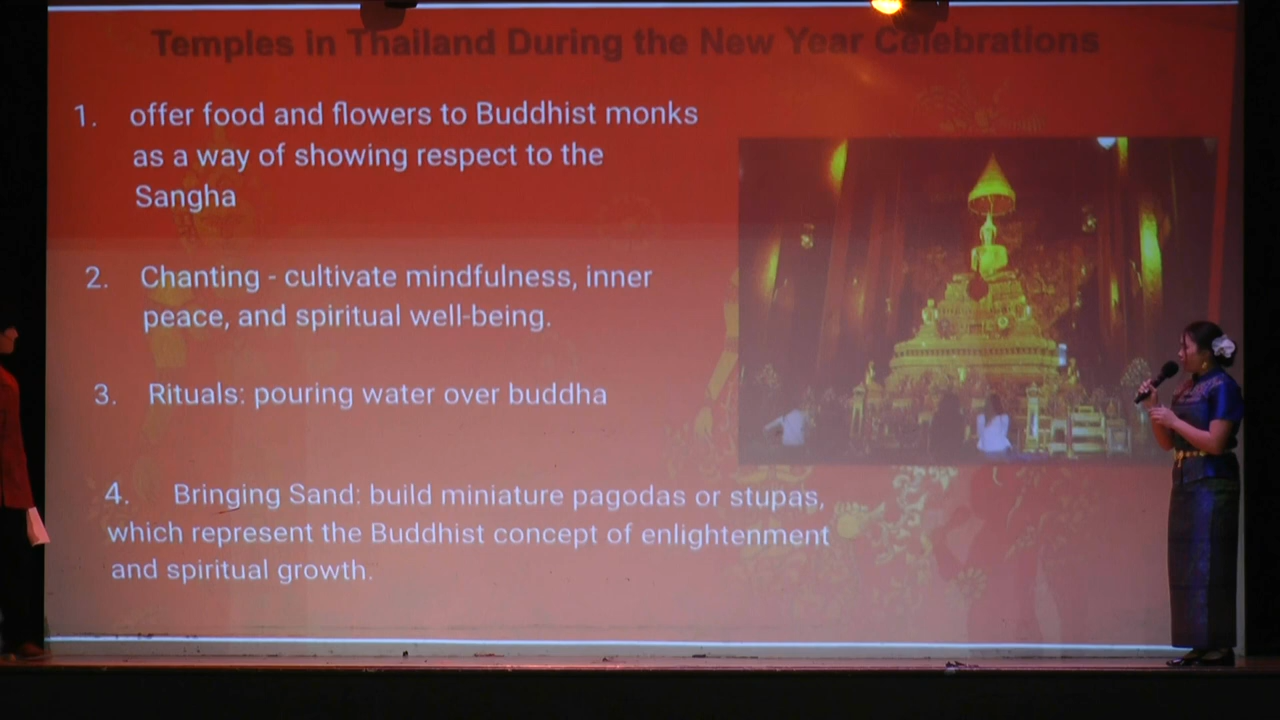 Temples in Thailand During the New Year Celebrations
1. offer food and flowers to Buddhist monks
as a way of showing respect to the
Sangha
2. Chanting - cultivate mindfulness, inner
peace, and spiritual well-being.
3. Rituals: pouring water over buddha
4. Bringing Sand: build miniature pagodas or stupas,
which represent the Buddhist concept of enlightenment
and spiritual growth.